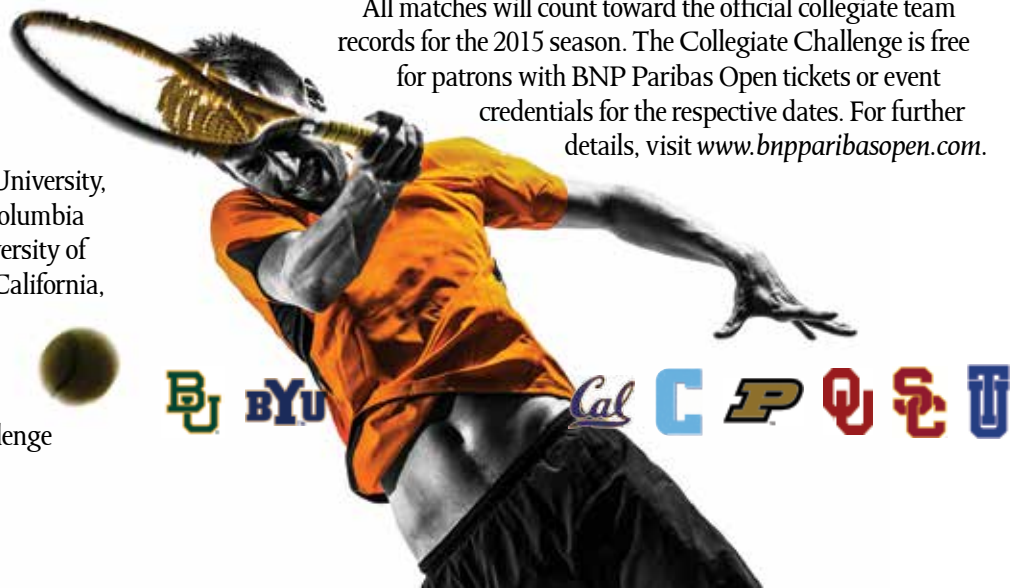 All matches will count toward the official collegiate team
records for the 2015 season. The Collegiate Challenge is free
for patrons with BNP Paribas Open tickets or event
credentials for the respective dates. For further
details, visit www.bnpparibasopen.com.
University,
olumbia
ersity of
California,
lenge
BU BYU Cal C P OU SC TU